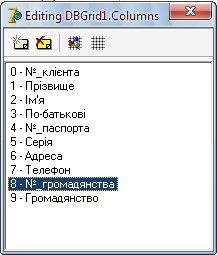 Editing DBGrid1.Columns
0 - №_клієнта
1 - Прізвище
2 - Ім'я
3 - По-батькові
4 - №_паспорта
5 - Серія
6 - Адреса
7 - Телефон
8 - №_громадянства
9 - Громадянство